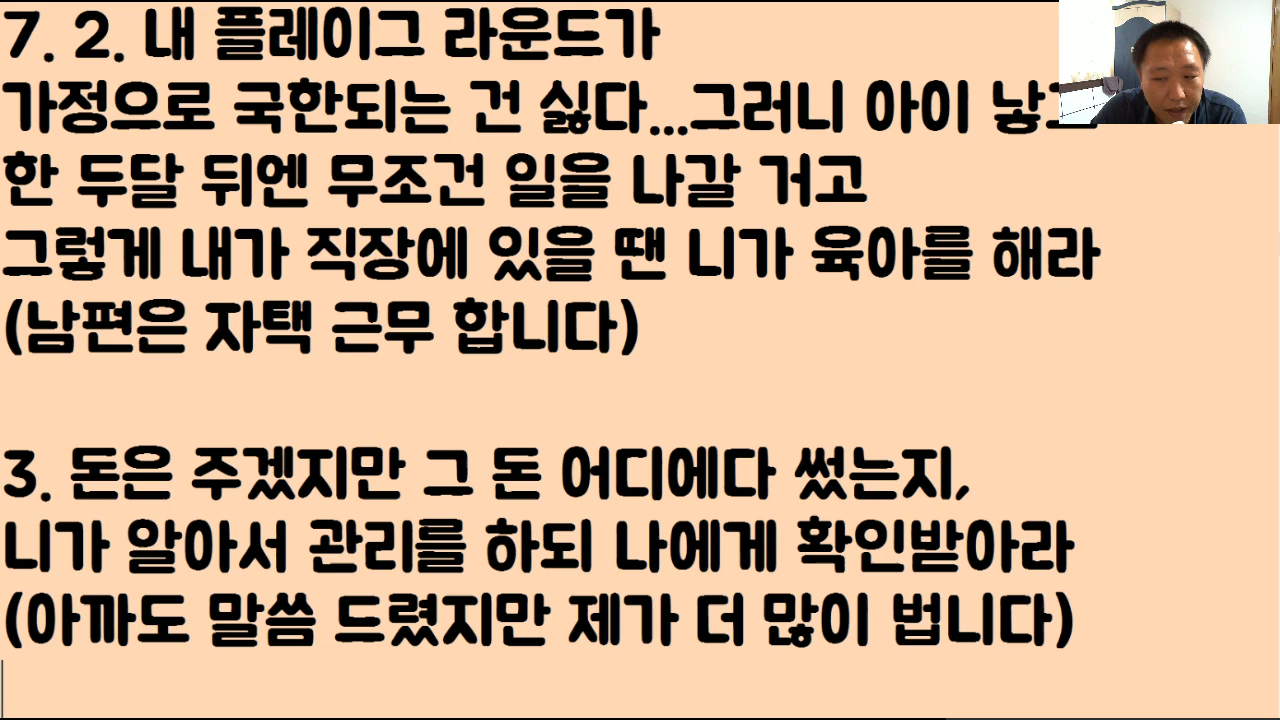 7. 2. 내 플레이그 라운드가
가정으로 국한되는 건 싫다...그러니 아이 낳고
한 두달 뒤엔 무조건 일을 나갈 거고
그렇게 내가 직장에 있을 땐 니가 육아를 해라
(남편은 자택 근무 합니다)
3. 돈은 주겠지만 그 돈 어디에다 썼는지,
니가 알아서 관리를 하되 나에게 확인받아라
(아까도 말씀 드렸지만 제가 더 많이 법니다)